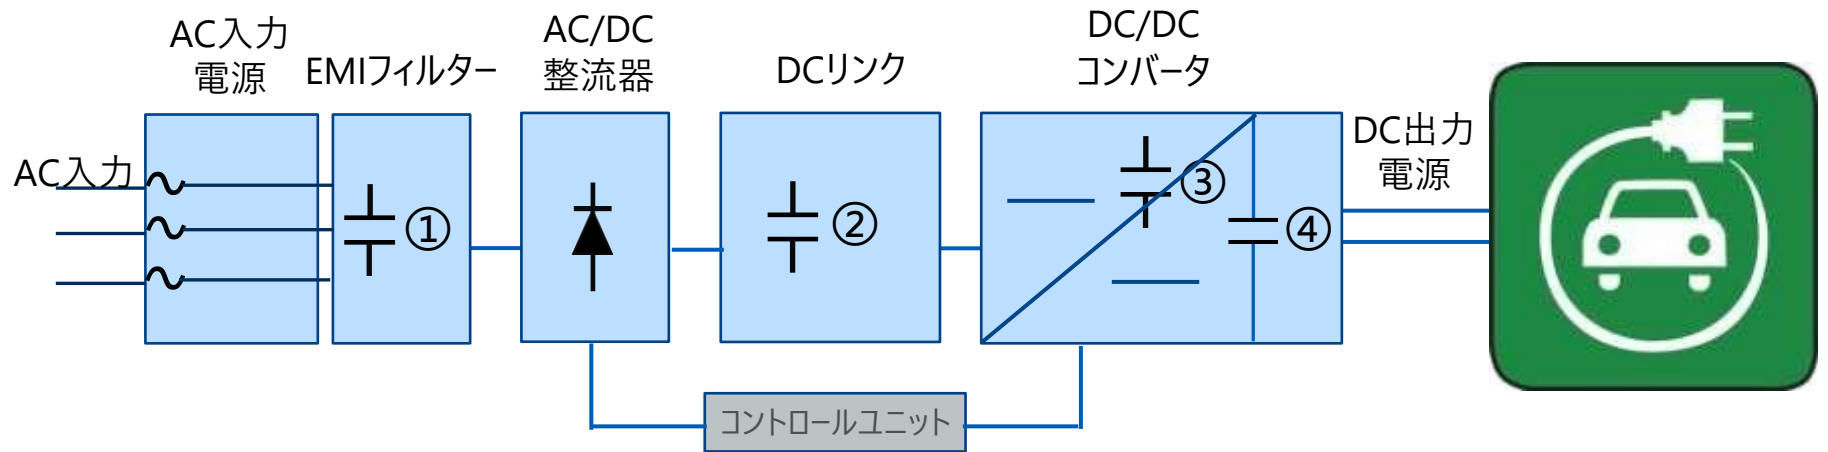 AC入力
電源
EMIフィルター
AC/DC
整流器
DCリンク
DC/DC
コンバータ
AC入力
①
②
③
④
DC出力
電源
コントロールユニット